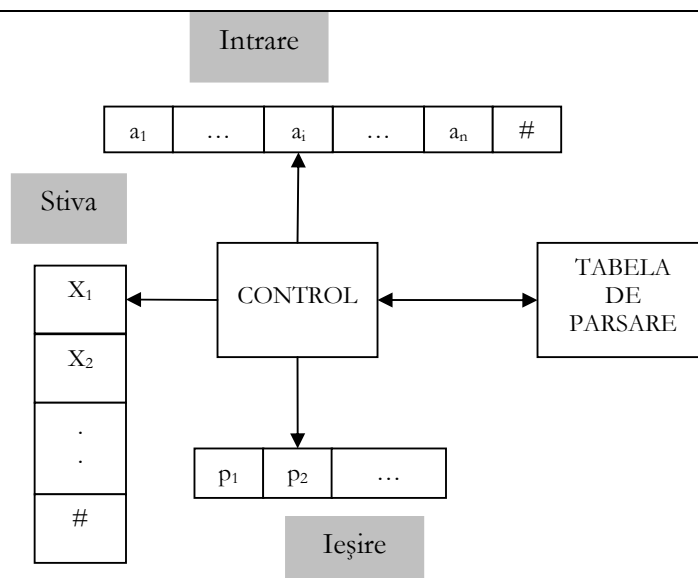 Intrare
a₁ … aᵢ … aₙ #
Stiva
X₁
X₂
.
.
#
CONTROL
TABELA
DE
PARSARE
p₁ p₂ …
Ieşire